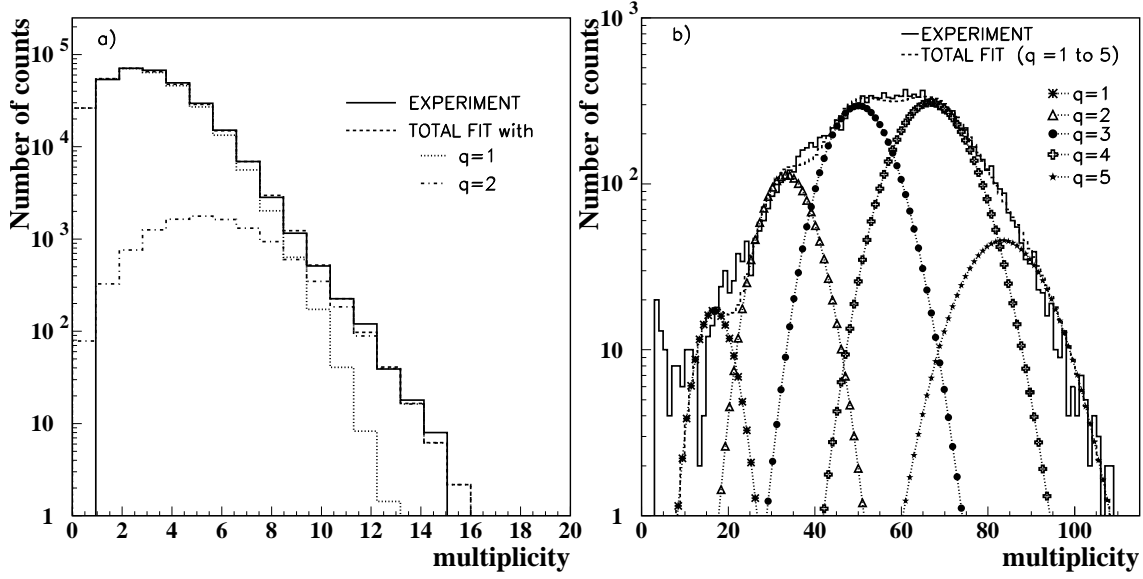 a)
Number of counts
10^5
10^4
10^3
10^2
10
1
EXPERIMENT
TOTAL FIT with
q=1
q=2
0 2 4 6 8 10 12 14 16 18 20
multiplicity
b)
Number of counts
10^3
10^2
10
1
EXPERIMENT
TOTAL FIT (q =1 to 5)
q=1
q=2
q=3
q=4
q=5
0 20 40 60 80 100
multiplicity